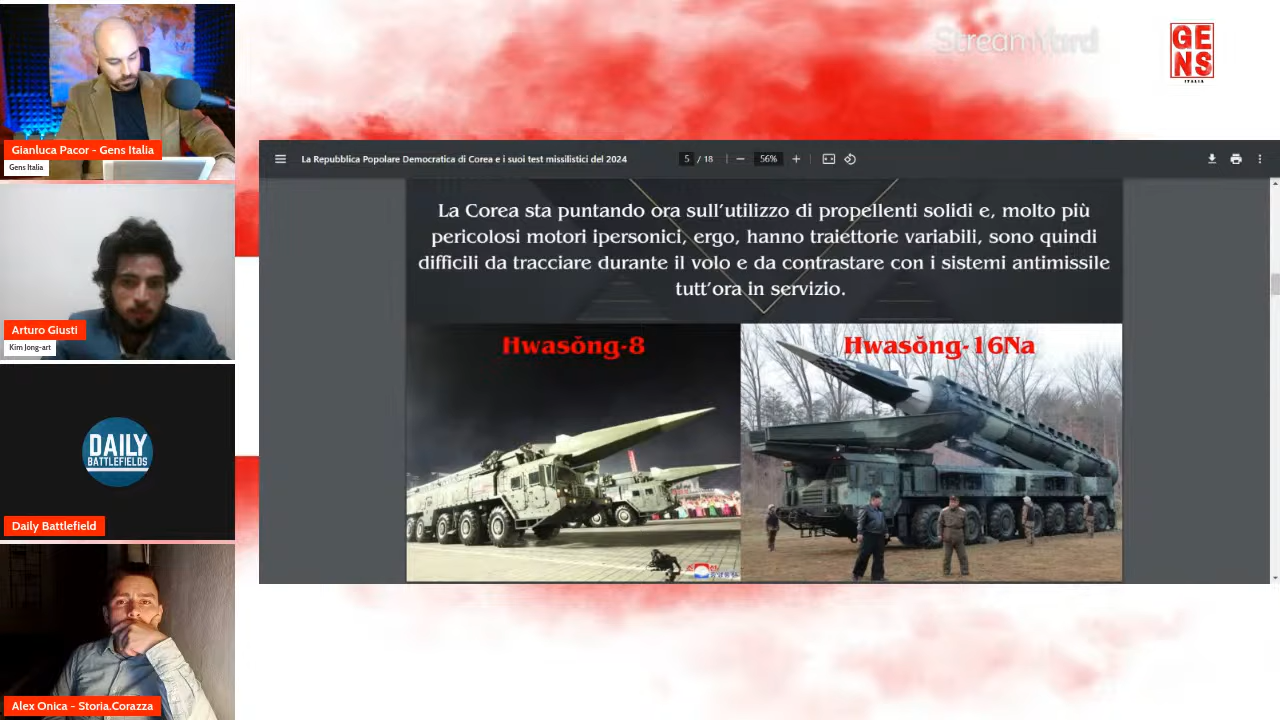 Gianluca Pacor - Gens Italia
Gens Italia
Arturo Giusti
Kim Jong-art
DAILY
BATTLEFIELDS
Daily Battlefield
Alex Onica - Storia.Corazza
StreamYard
GE
NS
ITALIA
La Repubblica Popolare Democratica di Corea e i suoi test missilistici del 2024
5 / 18
56%
La Corea sta puntando ora sull'utilizzo di propellenti solidi e, molto più
pericolosi motori ipersonici, ergo, hanno traiettorie variabili, sono quindi
difficili da tracciare durante il volo e da contrastare con i sistemi antimissile
tutt'ora in servizio.
Hwasŏng-8
Hwasŏng-16Na